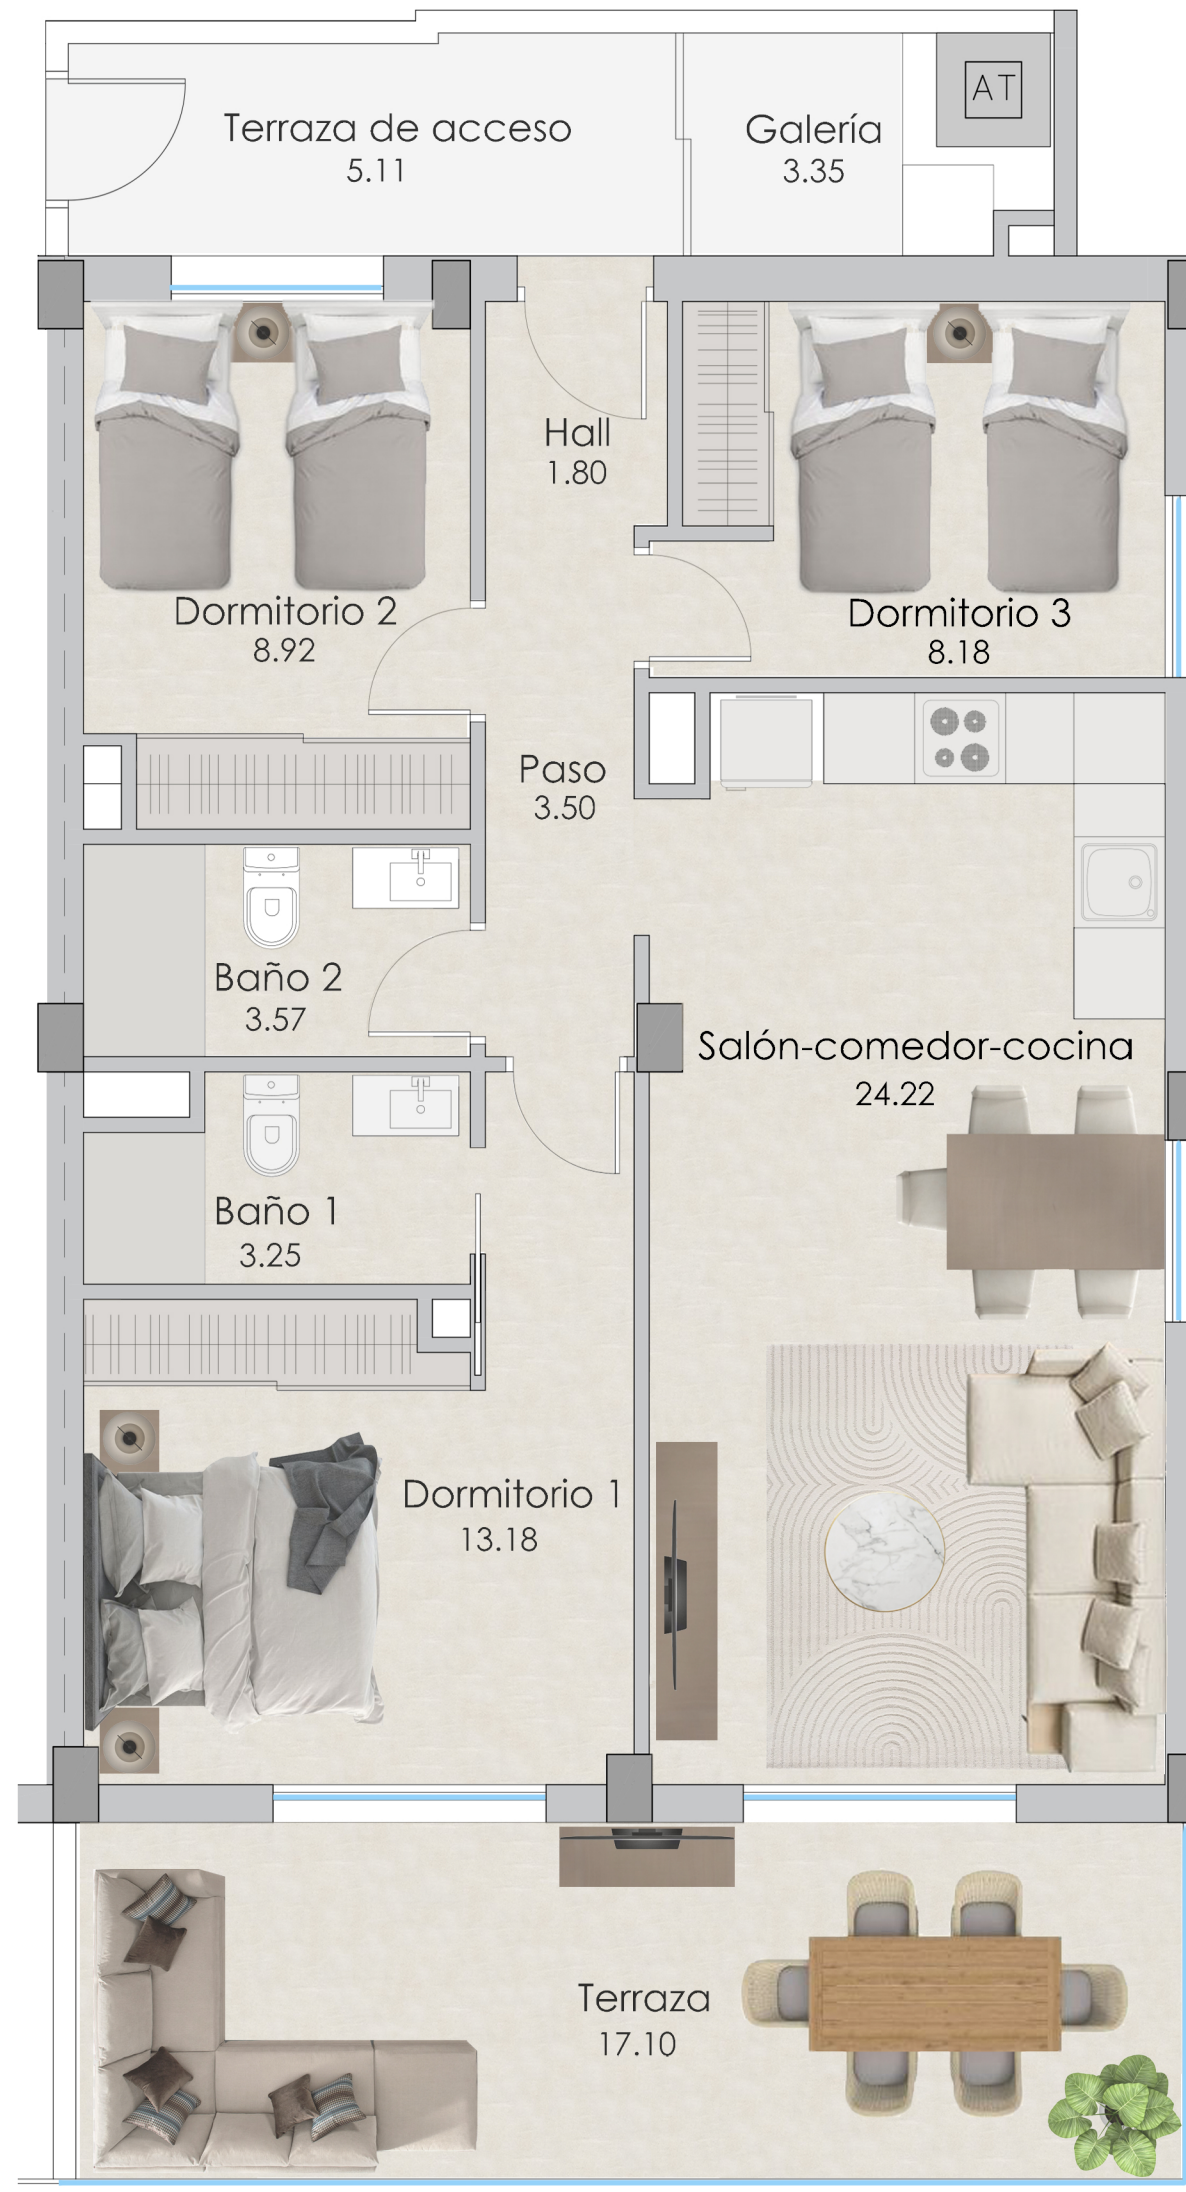 Terraza de acceso
5.11
Galería
3.35
AT
Hall
1.80
Dormitorio 2
8.92
Dormitorio 3
8.18
Paso
3.50
Baño 2
3.57
Salón-comedor-cocina
24.22
Baño 1
3.25
Dormitorio 1
13.18
Terraza
17.10